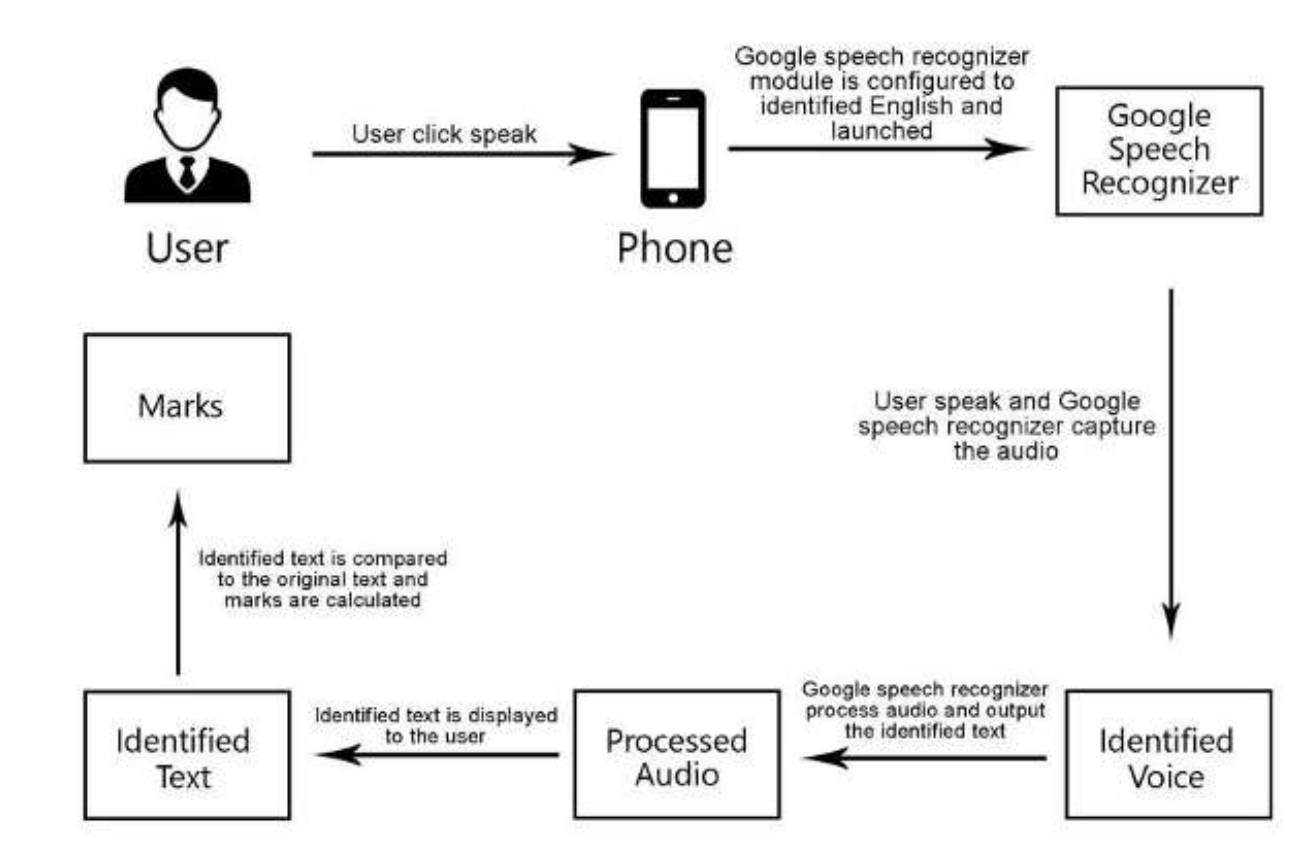 User click speak
Google speech recognizer
module is configured to
identified English and
launched
Google
Speech
Recognizer
User
Phone
User speak and Google
speech recognizer capture
the audio
Google speech recognizer
process audio and output
the identified text
Identified
Voice
Processed
Audio
Identified text is displayed
to the user
Identified
Text
Identified text is compared
to the original text and
marks are calculated
Marks